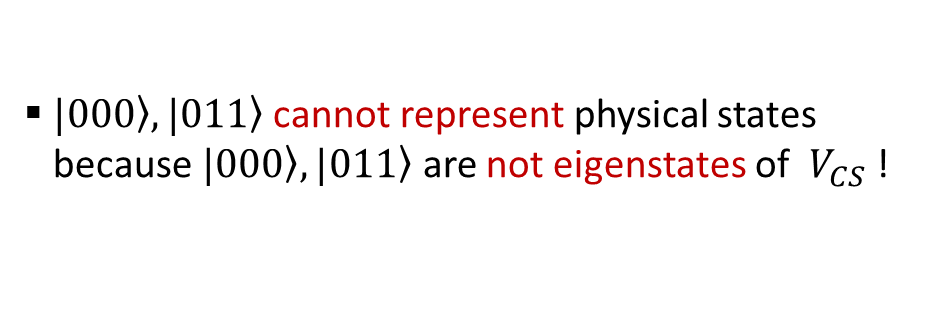 ▪ |000⟩, |011⟩ cannot represent physical states
because |000⟩, |011⟩ are not eigenstates of V_CS !